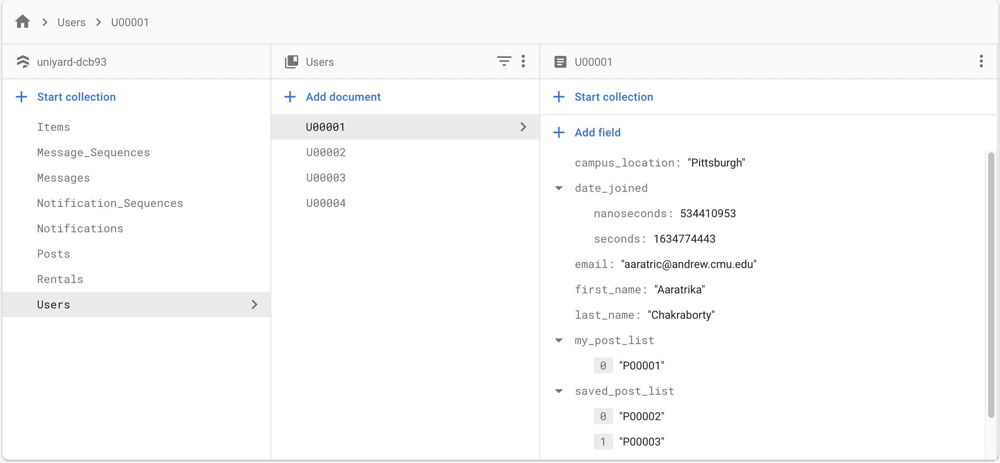 Users
U00001
uniyard-dcb93
Start collection
Items
Message_Sequences
Messages
Notification_Sequences
Notifications
Posts
Rentals
Users
Users
Add document
U00001
U00002
U00003
U00004
U00001
Start collection
Add field
campus_location: "Pittsburgh"
date_joined
nanoseconds: 534410953
seconds: 1634774443
email: "aaratric@andrew.cmu.edu"
first_name: "Aaratrika"
last_name: "Chakraborty"
my_post_list
0 "P00001"
saved_post_list
0 "P00002"
1 "P00003"